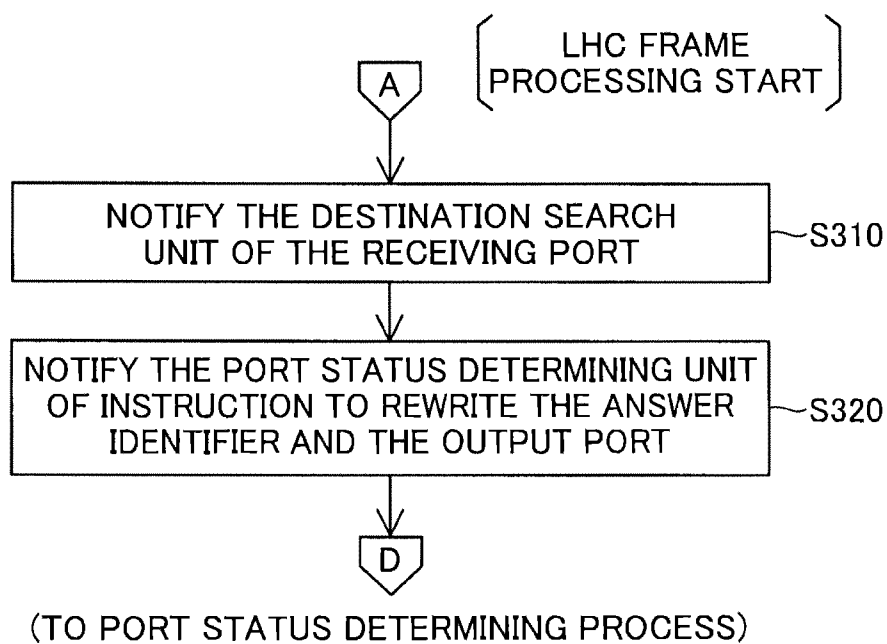 LHC FRAME
PROCESSING START
A
NOTIFY THE DESTINATION SEARCH
UNIT OF THE RECEIVING PORT
S310
NOTIFY THE PORT STATUS DETERMINING UNIT
OF INSTRUCTION TO REWRITE THE ANSWER
IDENTIFIER AND THE OUTPUT PORT
S320
D
(TO PORT STATUS DETERMINING PROCESS)